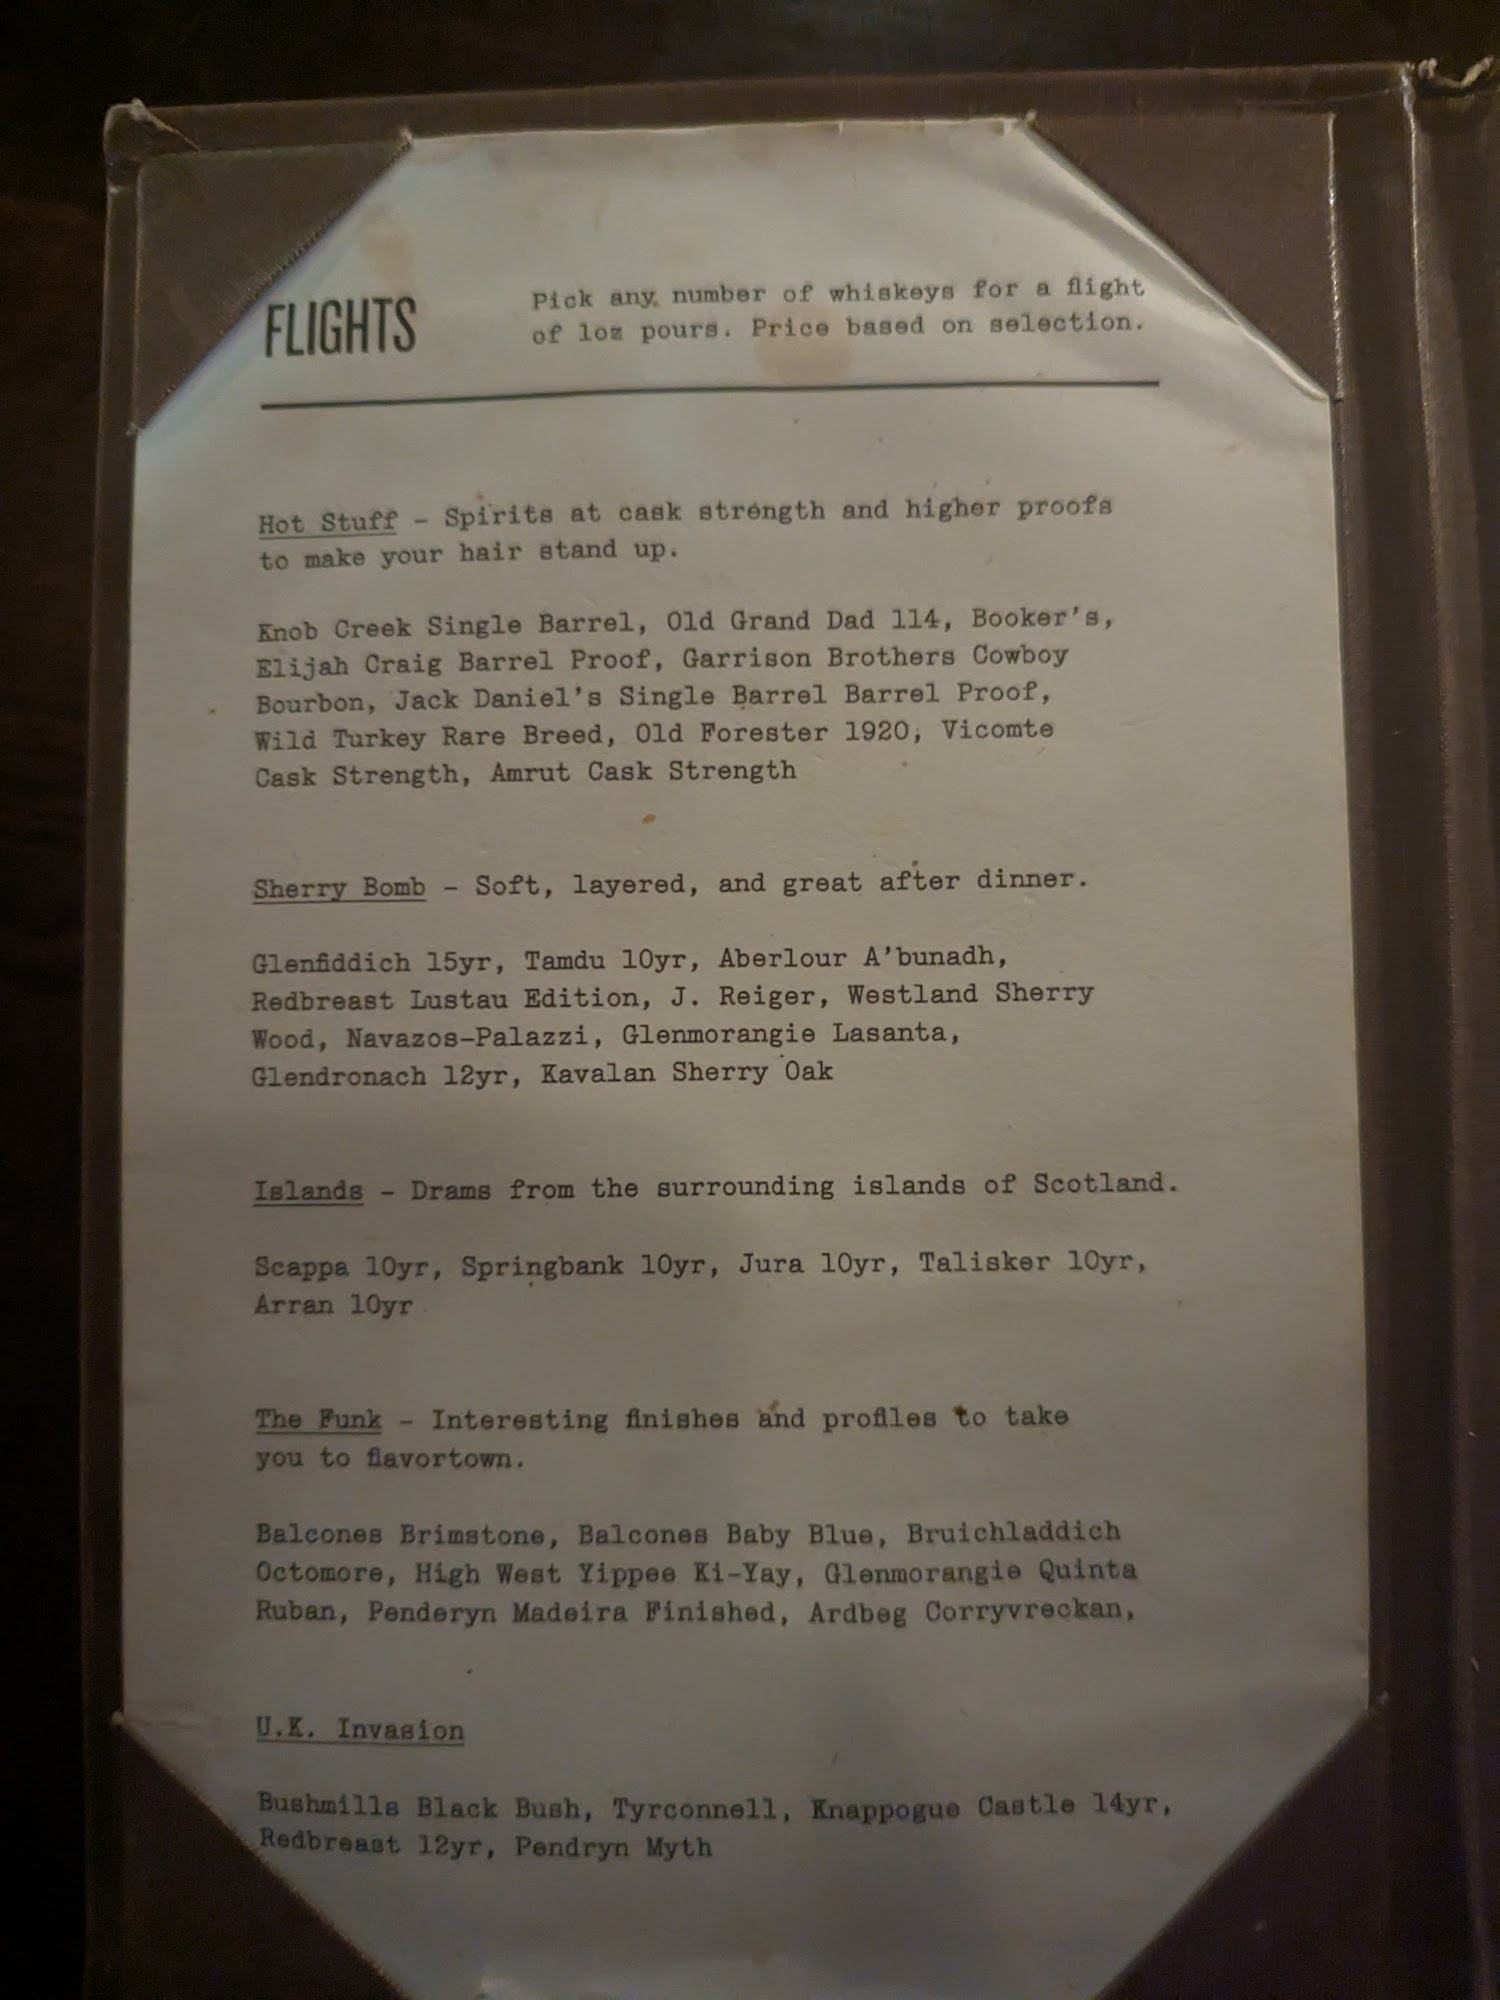 FLIGHTS
Pick any number of whiskeys for a flight
of 1oz pours. Price based on selection.
Hot Stuff – Spirits at cask strength and higher proofs
to make your hair stand up.
Knob Creek Single Barrel, Old Grand Dad 114, Booker's,
Elijah Craig Barrel Proof, Garrison Brothers Cowboy
Bourbon, Jack Daniel's Single Barrel Barrel Proof,
Wild Turkey Rare Breed, Old Forester 1920, Vicomte
Cask Strength, Amrut Cask Strength
Sherry Bomb – Soft, layered, and great after dinner.
Glenfiddich 15yr, Tamdu 10yr, Aberlour A'bunadh,
Redbreast Lustau Edition, J. Reiger, Westland Sherry
Wood, Navazos-Palazzi, Glenmorangie Lasanta,
Glendronach 12yr, Kavalan Sherry Oak
Islands – Drams from the surrounding islands of Scotland.
Scappa 10yr, Springbank 10yr, Jura 10yr, Talisker 10yr,
Arran 10yr
The Funk – Interesting finishes and profiles to take
you to flavortown.
Balcones Brimstone, Balcones Baby Blue, Bruichladdich
Octomore, High West Yippee Ki-Yay, Glenmorangie Quinta
Ruban, Penderyn Madeira Finished, Ardbeg Corryvreckan,
U.K. Invasion
Bushmills Black Bush, Tyrconnell, Knappogue Castle 14yr,
Redbreast 12yr, Pendryn Myth